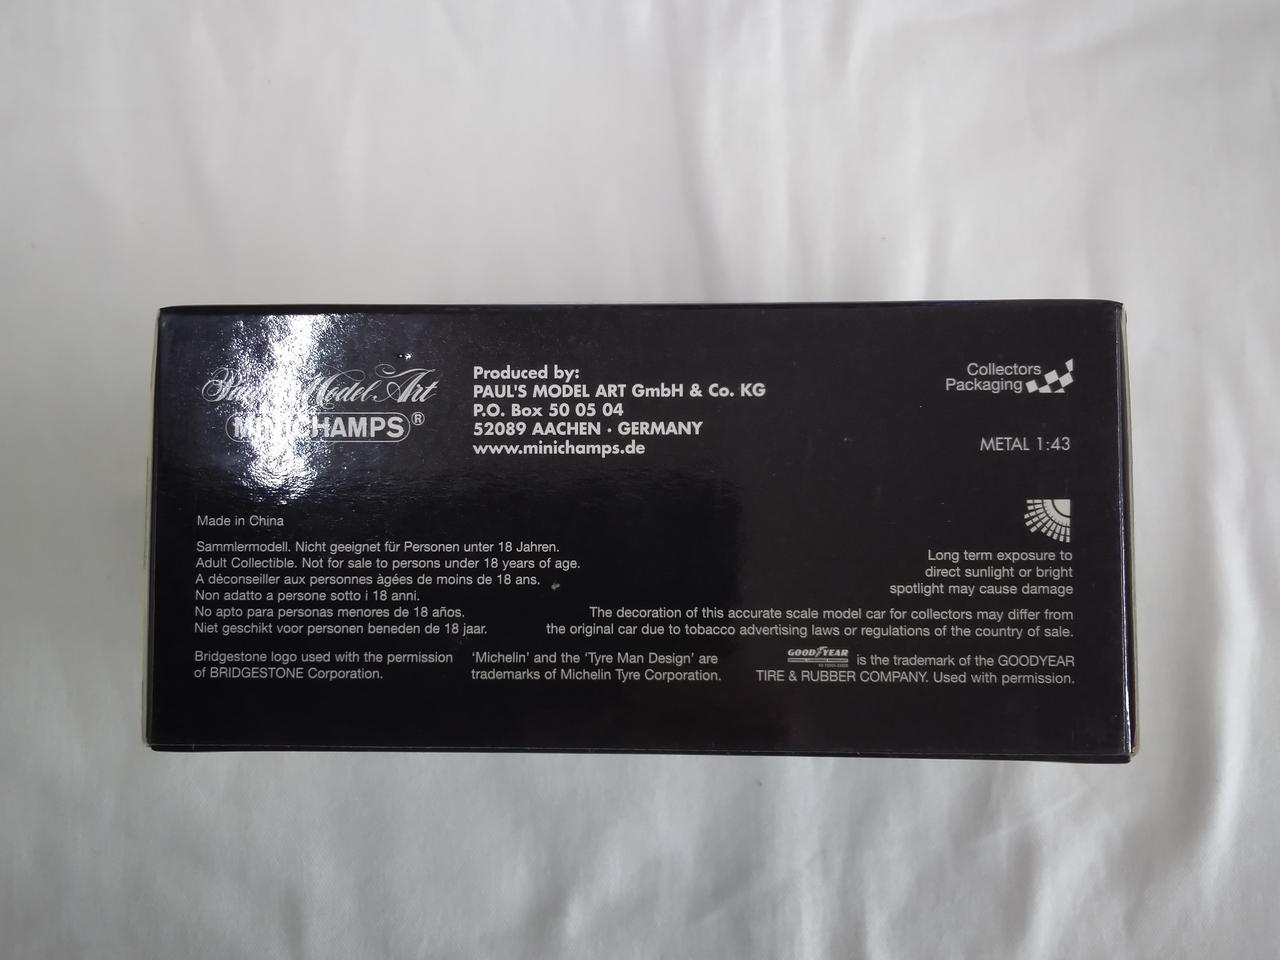 Paul's Model Art
MINICHAMPS®
Produced by:
PAUL'S MODEL ART GmbH & Co. KG
P.O. Box 50 05 04
52089 AACHEN · GERMANY
www.minichamps.de
Collectors
Packaging
METAL 1:43
Made in China
Sammlermodell. Nicht geeignet für Personen unter 18 Jahren.
Adult Collectible. Not for sale to persons under 18 years of age.
A déconseiller aux personnes àgées de moins de 18 ans.
Non adatto a persone sotto i 18 anni.
No apto para personas menores de 18 años.
Niet geschikt voor personen beneden de 18 jaar.
Long term exposure to
direct sunlight or bright
spotlight may cause damage
The decoration of this accurate scale model car for collectors may differ from
the original car due to tobacco advertising laws or regulations of the country of sale.
Bridgestone logo used with the permission
of BRIDGESTONE Corporation.
'Michelin' and the 'Tyre Man Design' are
trademarks of Michelin Tyre Corporation.
GOODYEAR is the trademark of the GOODYEAR
TIRE & RUBBER COMPANY. Used with permission.